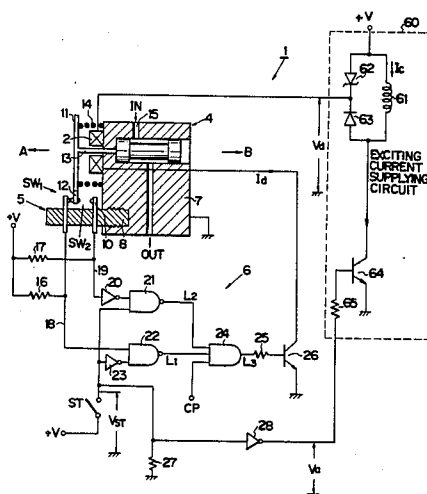 +V
60
1
Ic
62
61
63
14
11
IN
15
4
2
A
B
13
Vd
EXCITING
CURRENT
SUPPLYING
CIRCUIT
12
Id
SW1
7
5
SW2
8
+V
10
OUT
17
19
6
64
20
21
65
16
L2
22
24
25
18
23
L1
L3
26
CP
ST
VST
28
+V
27
Va